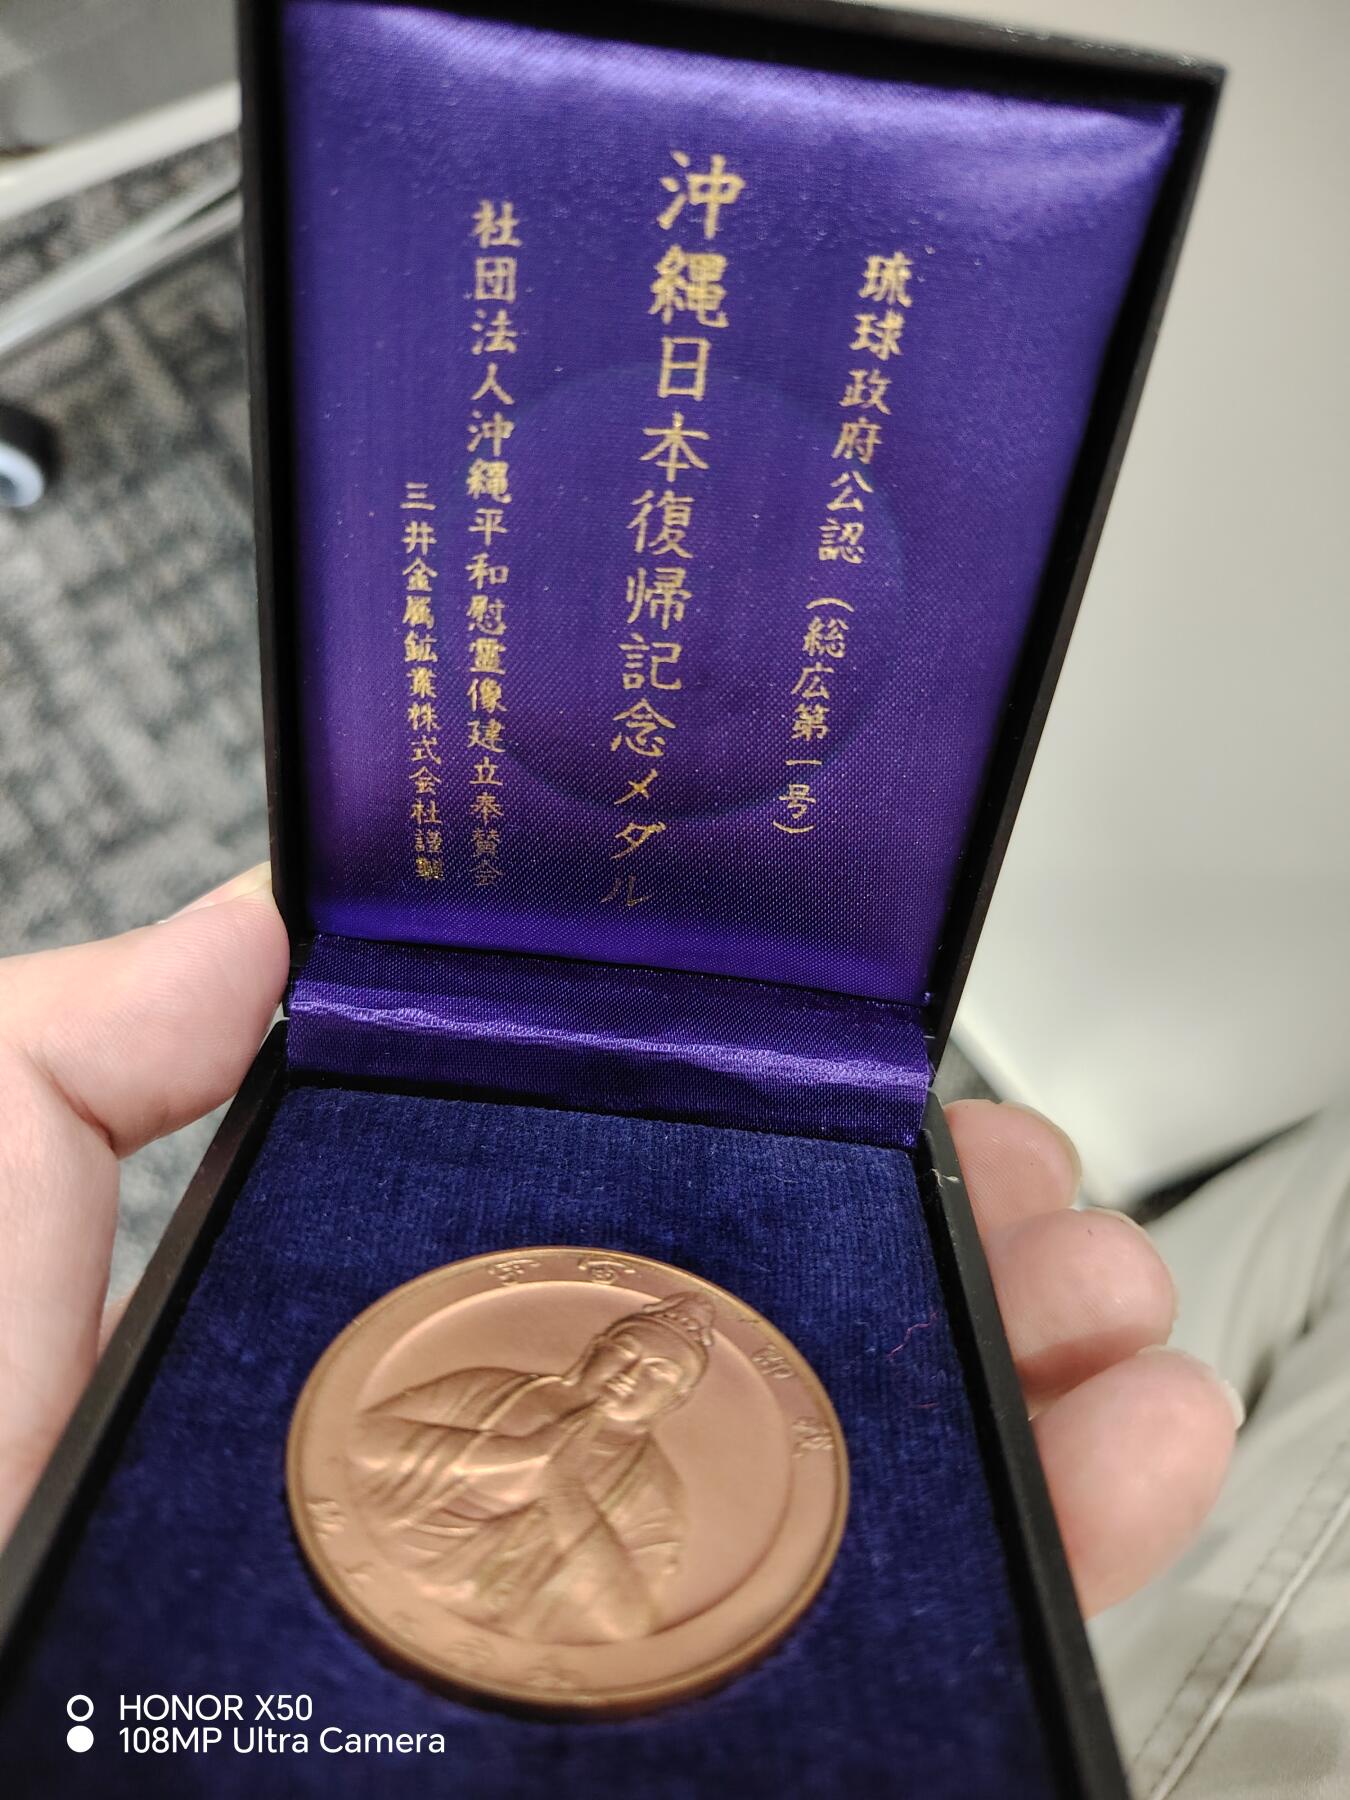 琉球政府公認（総広第一号）
沖縄日本復帰記念メダル
社団法人沖縄平和慰霊像建立奉賛会
三井金属鉱業株式会社謹製
HONOR X50
108MP Ultra Camera